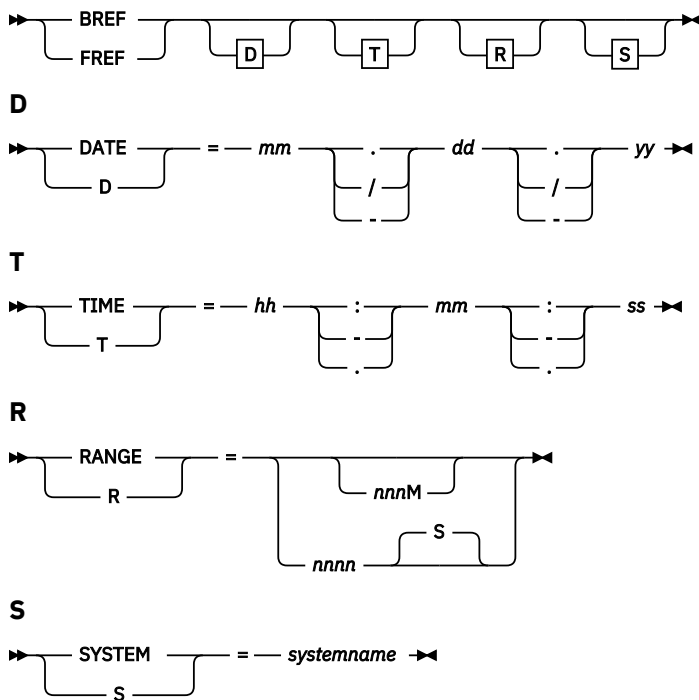 BREF
FREF
D T R S
D
DATE = mm . dd . yy
D / /
- -
T
TIME = hh : mm : ss
T - -
. .
R
RANGE =
R nnnM
S
nnnn
S
SYSTEM = systemname
S